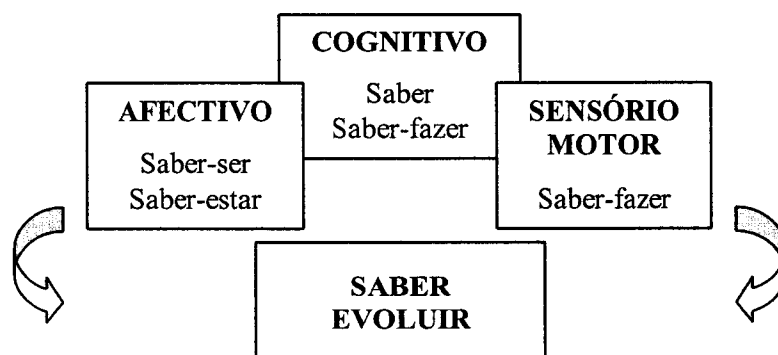 COGNITIVO
Saber
Saber-fazer
AFECTIVO
Saber-ser
Saber-estar
SENSÓRIO
MOTOR
Saber-fazer
SABER
EVOLUIR